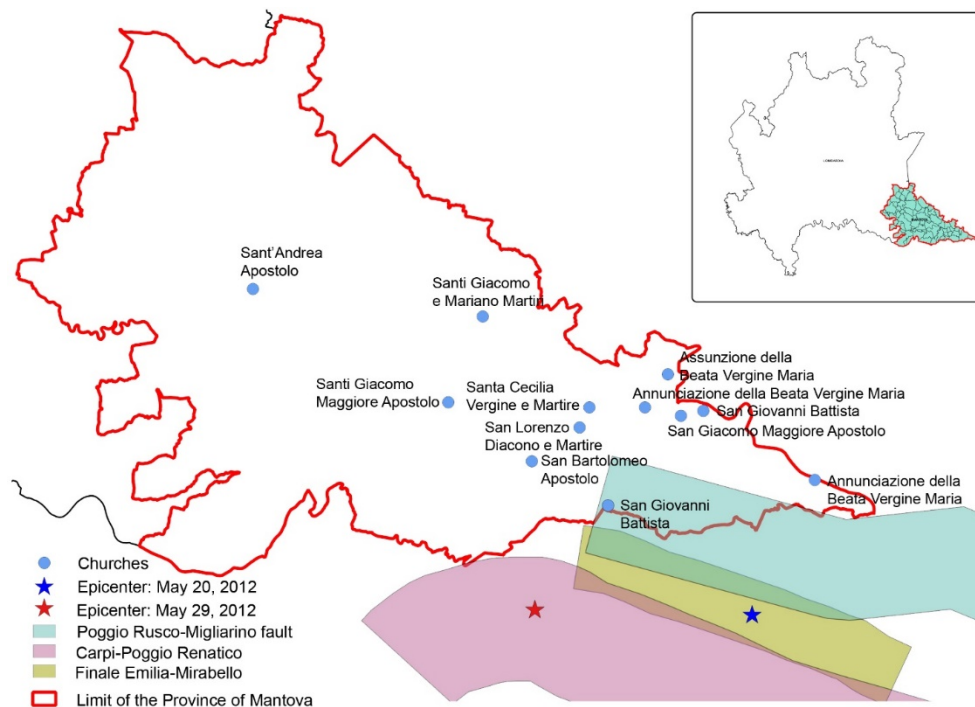 LOMBARDIA
Sant'Andrea
Apostolo
Santi Giacomo
e Mariano Martiri
Assunzione della
Beata Vergine Maria
Santi Giacomo
Maggiore Apostolo
Santa Cecilia
Vergine e Martire
Annunciazione della Beata Vergine Maria
San Giovanni Battista
San Giacomo Maggiore Apostolo
San Lorenzo
Diacono e Martire
San Bartolomeo
Apostolo
Annunciazione della
Beata Vergine Maria
San Giovanni
Battista
Churches
Epicenter: May 20, 2012
Epicenter: May 29, 2012
Poggio Rusco-Migliarino fault
Carpi-Poggio Renatico
Finale Emilia-Mirabello
Limit of the Province of Mantova